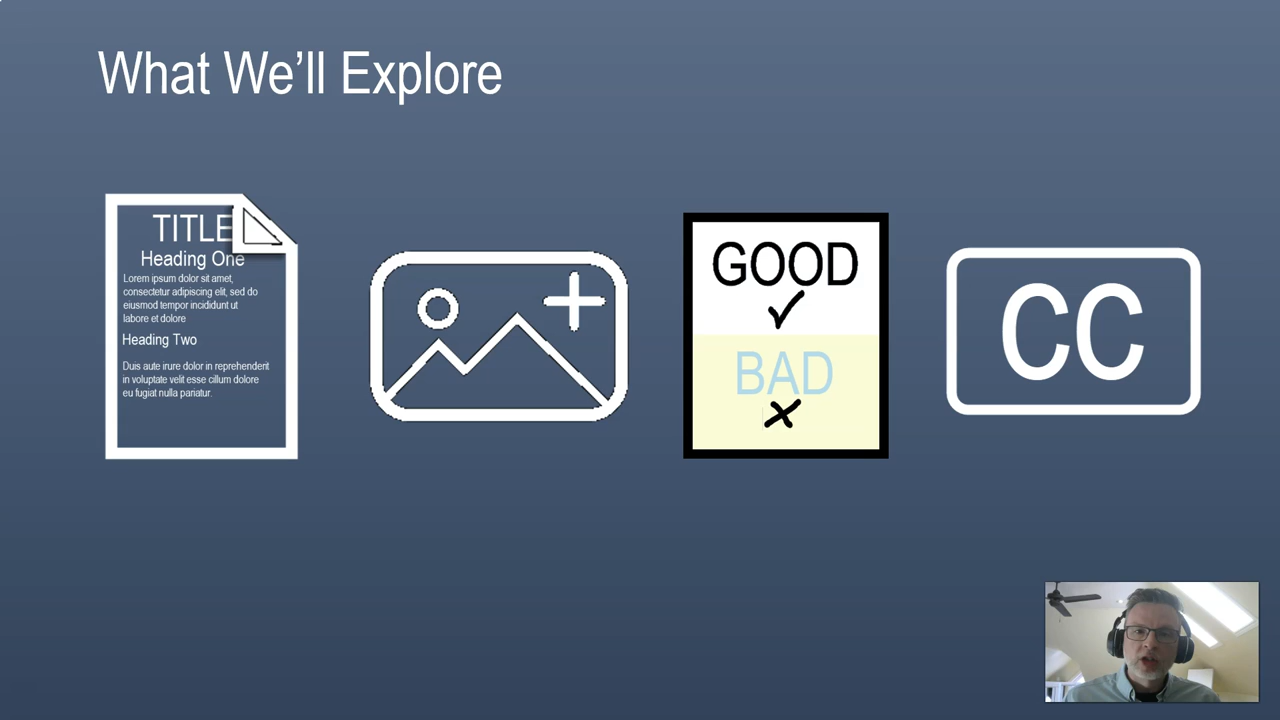 What We'll Explore
TITLE
Heading One
Lorem ipsum dolor sit amet,
consectetur adipiscing elit, sed do
eiusmod tempor incididunt ut
labore et dolore
Heading Two
Duis aute irure dolor in reprehenderit
in voluptate velit esse cillum dolore
eu fugiat nulla pariatur.
GOOD
BAD
CC